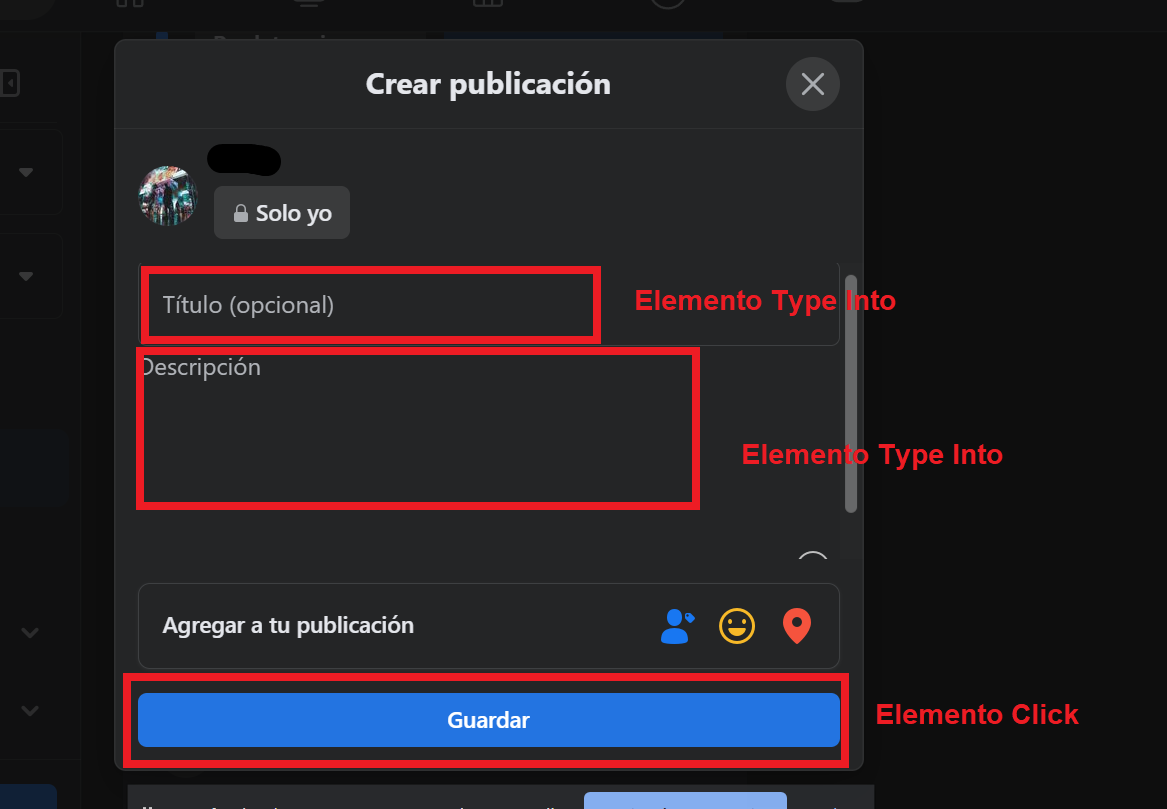 Crear publicación
Solo yo
Título (opcional)
Elemento Type Into
Descripción
Elemento Type Into
Agregar a tu publicación
Guardar
Elemento Click